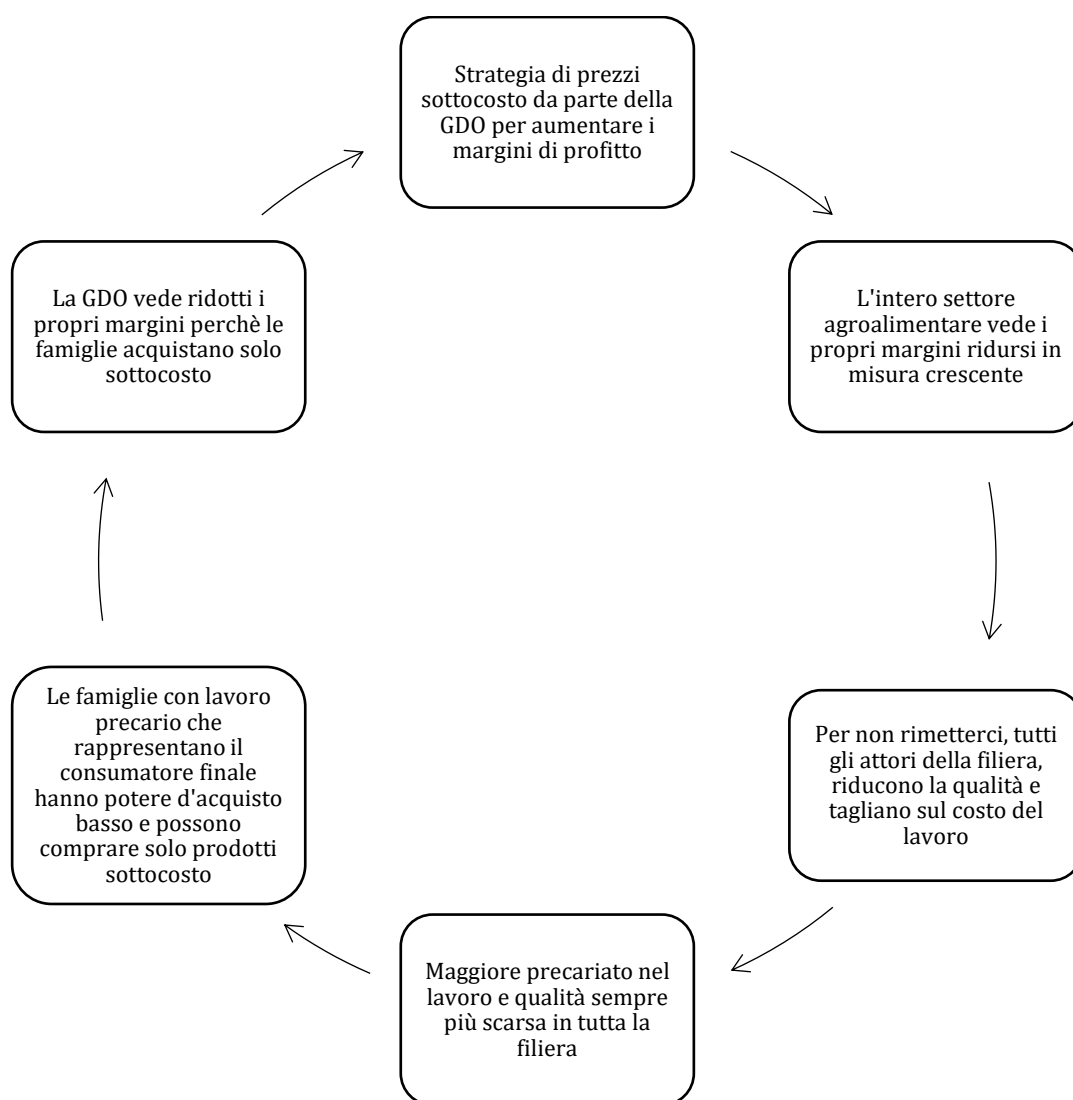 Strategia di prezzi
sottocosto da parte della
GDO per aumentare i
margini di profitto
L'intero settore
agroalimentare vede i
propri margini ridursi in
misura crescente
Per non rimetterci, tutti
gli attori della filiera,
riducono la qualità e
tagliano sul costo del
lavoro
Maggiore precariato nel
lavoro e qualità sempre
più scarsa in tutta la
filiera
Le famiglie con lavoro
precario che
rappresentano il
consumatore finale
hanno potere d'acquisto
basso e possono
comprare solo prodotti
sottocosto
La GDO vede ridotti i
propri margini perchè le
famiglie acquistano solo
sottocosto